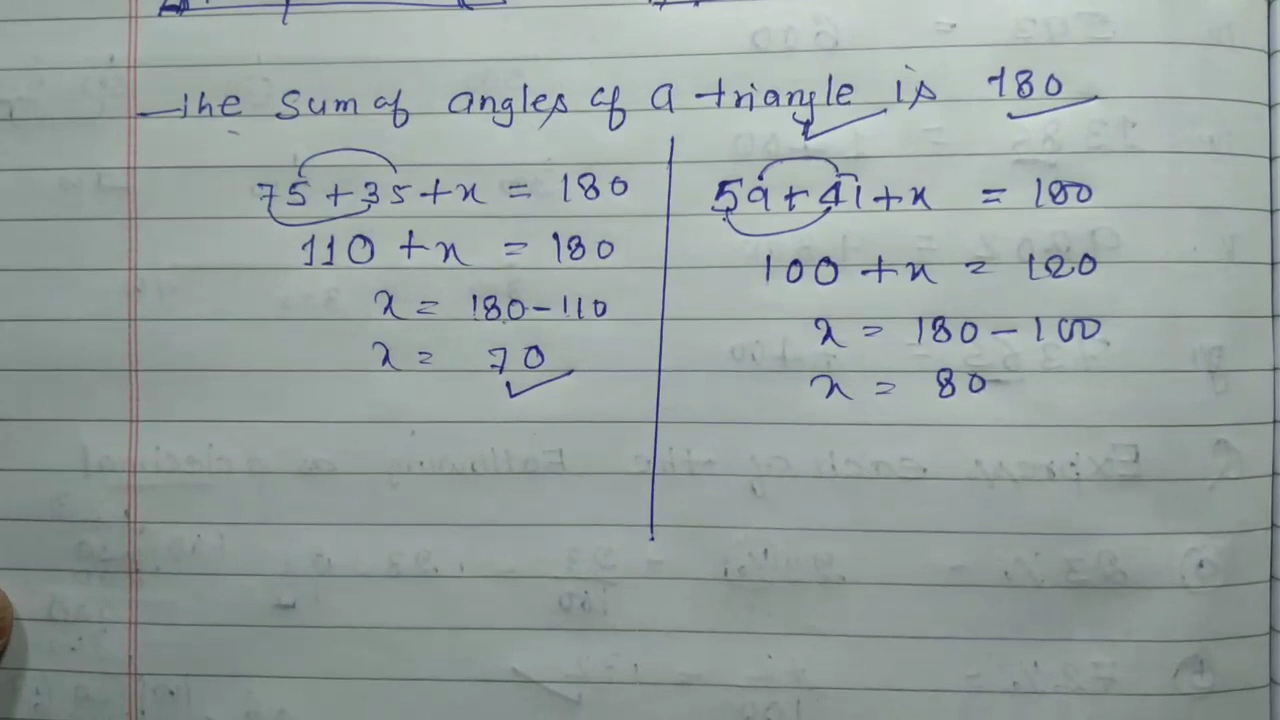 The sum of angles of a triangle is 180
75 + 35 + x = 180
110 + x = 180
x = 180 - 110
x = 70
59 + 41 + x = 180
100 + x = 180
x = 180 - 100
x = 80